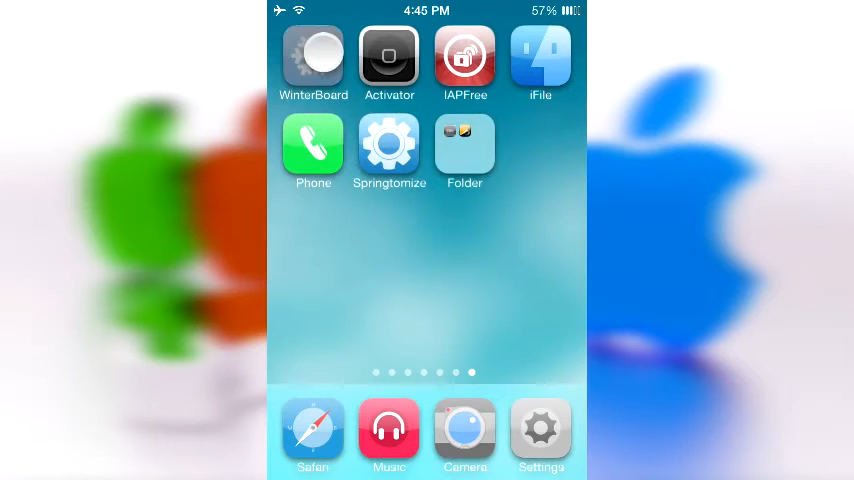 4:45 PM 57%
WinterBoard Activator IAPFree iFile
Phone Springtomize Folder
Safari Music Camera Settings